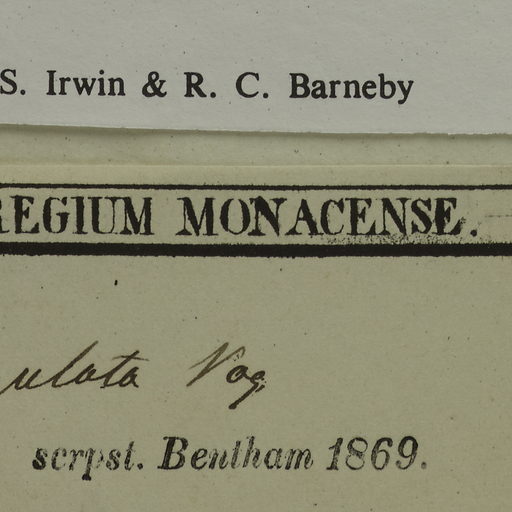 S. Irwin & R. C. Barneby
REGIUM MONACENSE.
ulata Vog
scrpst. Bentham 1869.